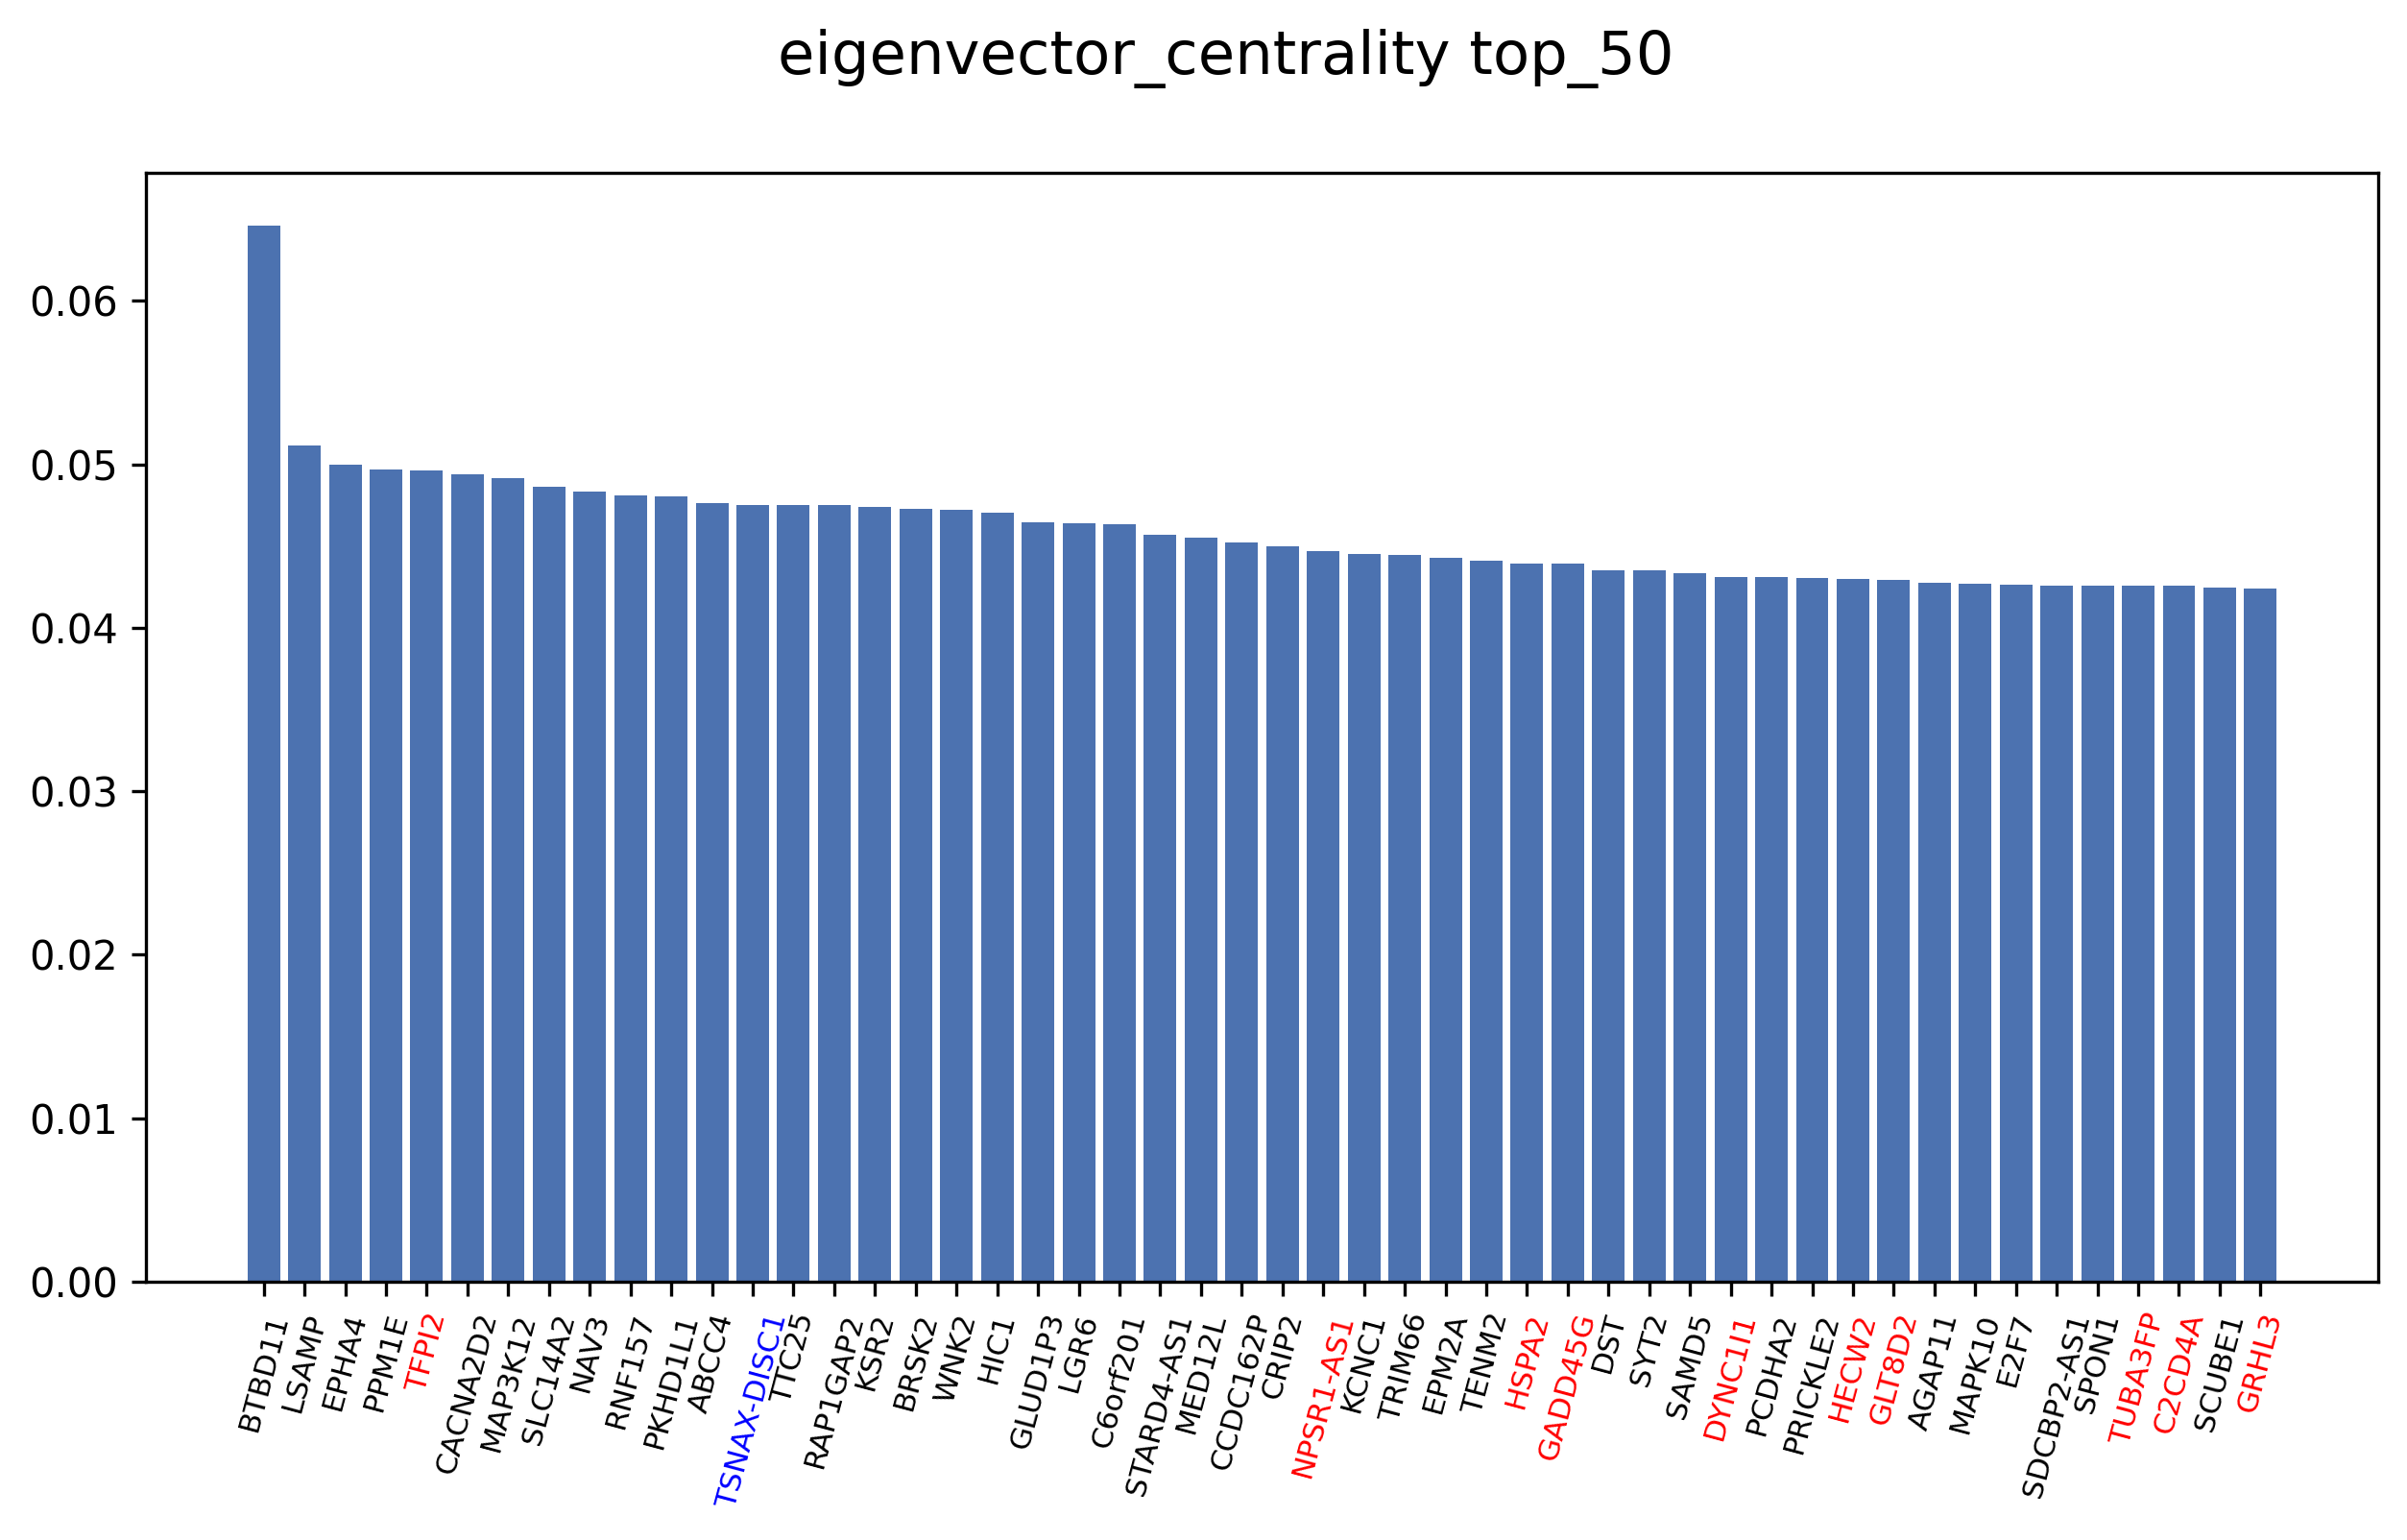 eigenvector_centrality top_50
0.06
0.05
0.04
0.03
0.02
0.01
0.00
BTBD11
LSAMP
EPHA4
PPM1E
TFPI2
CACNA2D2
MAP3K12
SLC14A2
NAV3
RNF157
PKHD1L1
ABCC4
TSNAX-DISC1
TTC25
RAP1GAP2
KSR2
BRSK2
WNK2
HIC1
GLUD1P3
LGR6
C6orf201
STARD4-AS1
MED12L
CCDC162P
CRIP2
NPSR1-AS1
KCNC1
TRIM66
EPM2A
TENM2
HSPA2
GADD45G
DST
SYT2
SAMD5
DYNC1I1
PCDHA2
PRICKLE2
HECW2
GLT8D2
AGAP11
MAPK10
E2F7
SDCBP2-AS1
SPON1
TUBA3FP
C2CD4A
SCUBE1
GRHL3